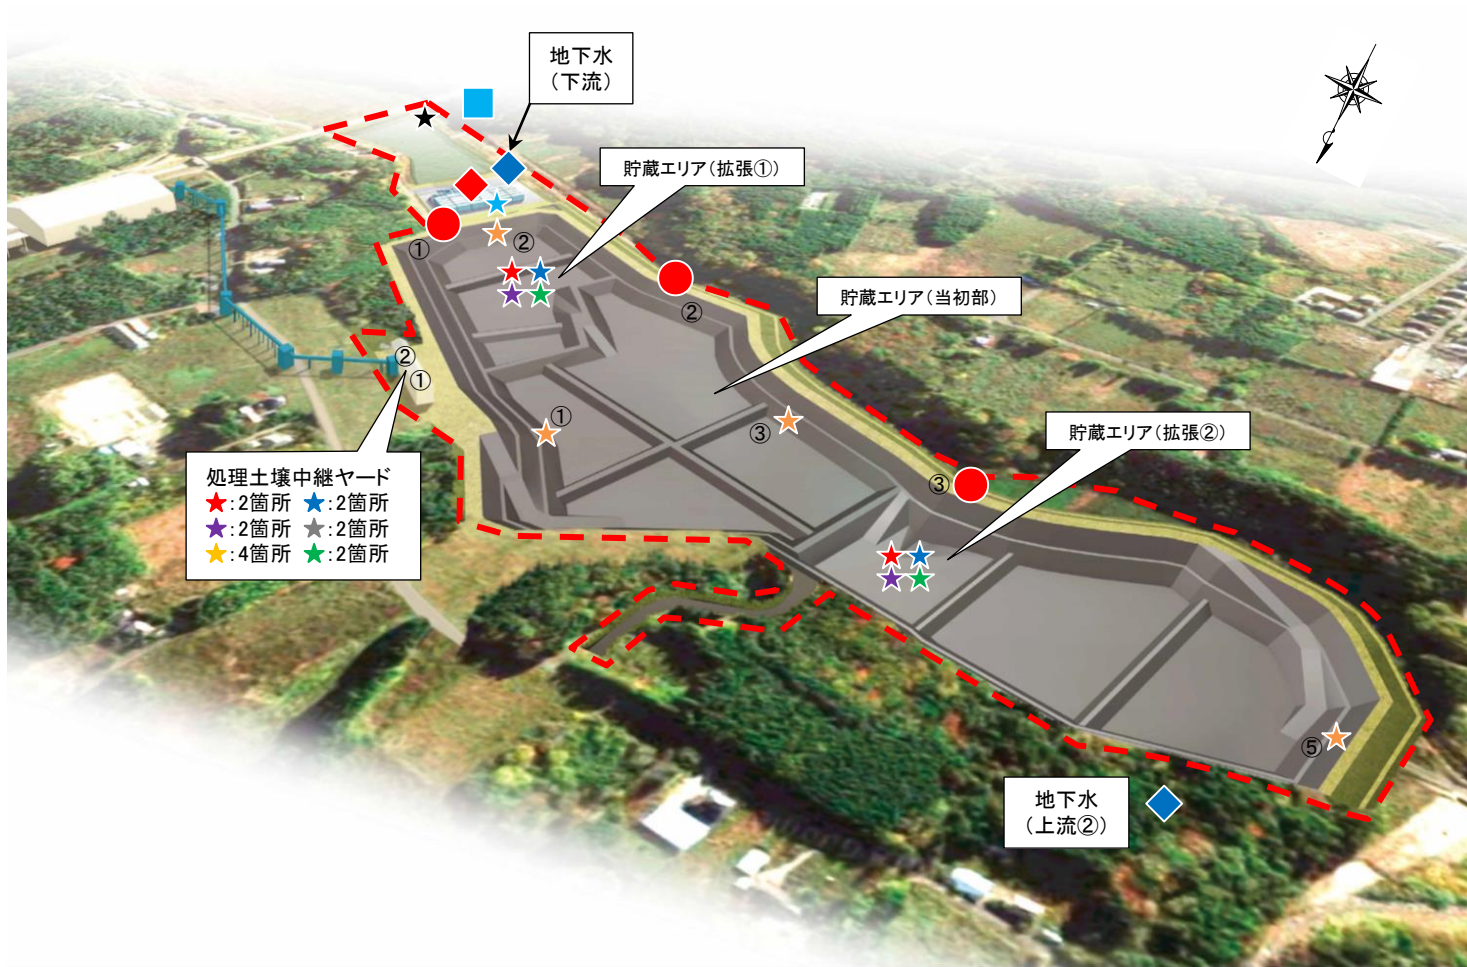 地下水
（下流）
貯蔵エリア（拡張①）
①
②
②
貯蔵エリア（当初部）
②
①
①
③
貯蔵エリア（拡張②）
処理土壌中継ヤード
★：2箇所 ★：2箇所
★：2箇所 ★：2箇所
★：4箇所 ★：2箇所
③
⑤
地下水
（上流②）